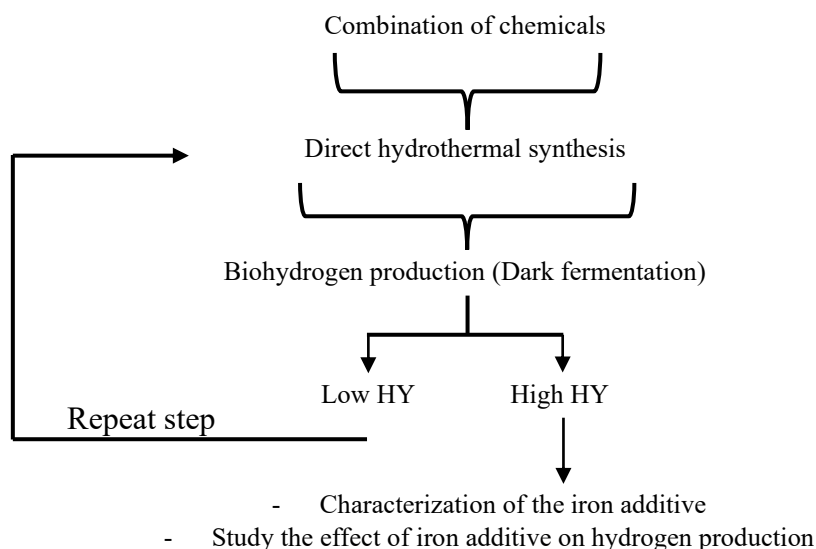 Combination of chemicals
Direct hydrothermal synthesis
Biohydrogen production (Dark fermentation)
Low HY
High HY
Repeat step
- Characterization of the iron additive
- Study the effect of iron additive on hydrogen production